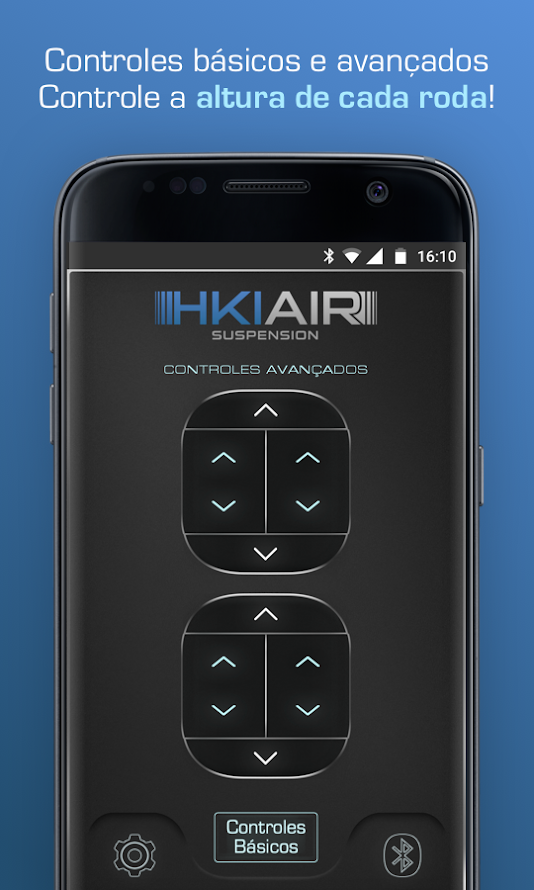 Controles básicos e avançados
Controle a altura de cada roda!
16:10
HKIAIR
SUSPENSION
CONTROLES AVANÇADOS
Controles
Básicos